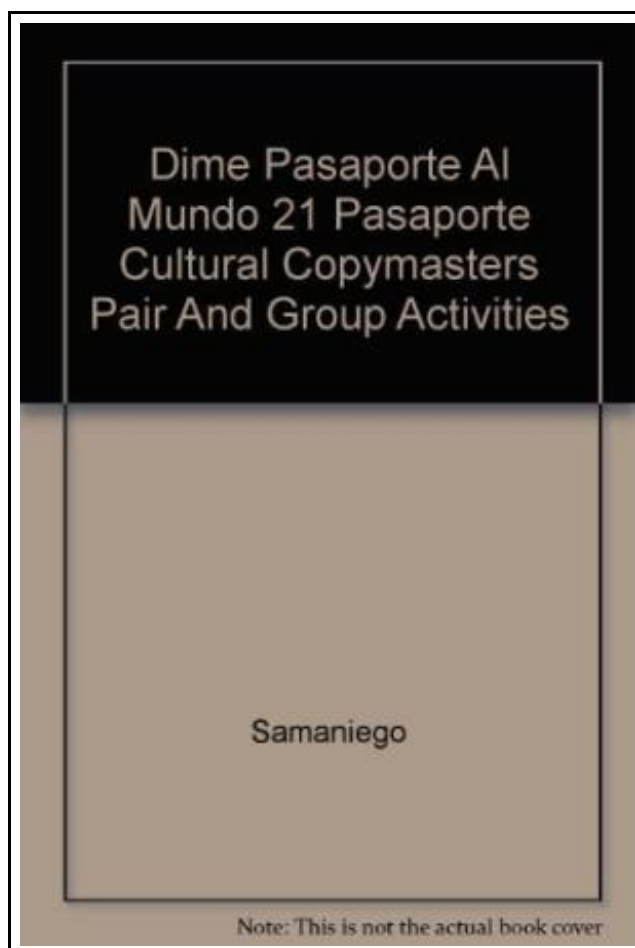 Dime Pasaporte Al
Mundo 21 Pasaporte
Cultural Copymasters
Pair And Group Activities
Samaniego
Note: This is not the actual book cover